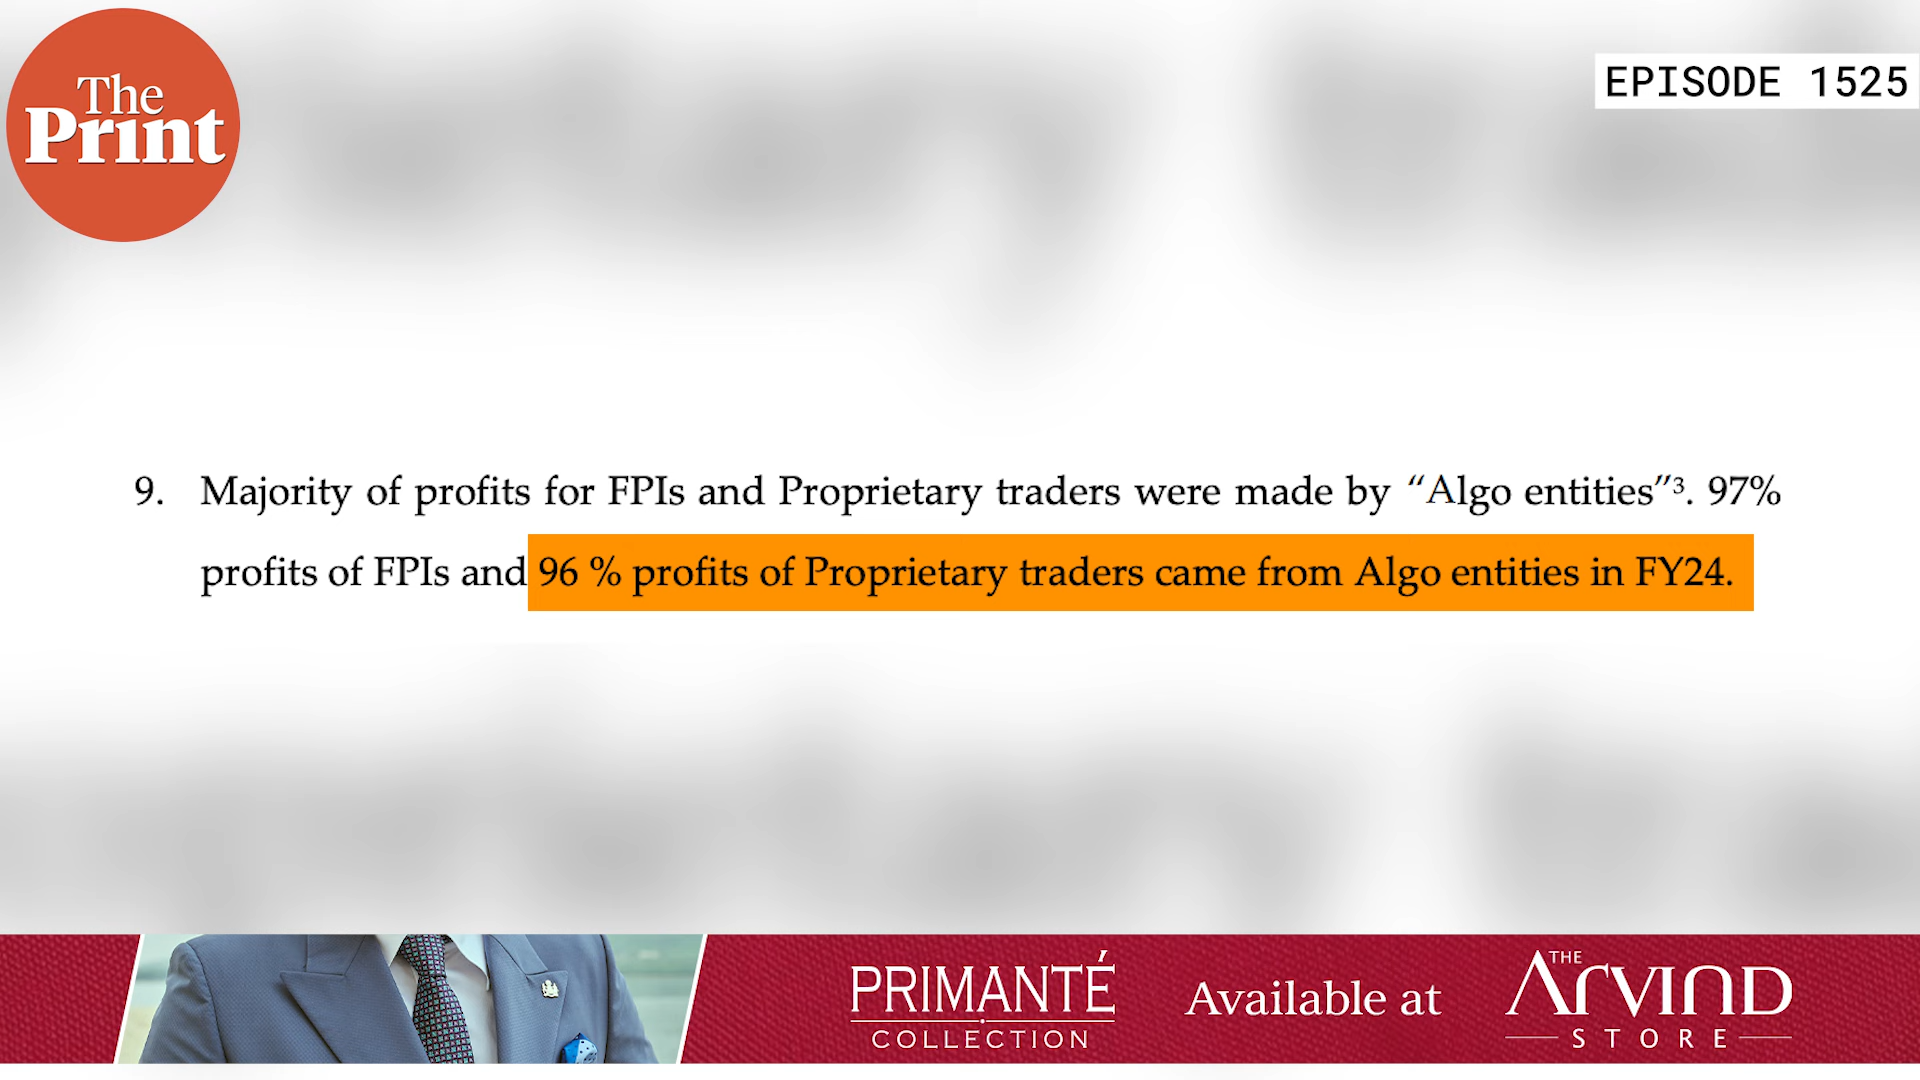 The
Print
EPISODE 1525
9. Majority of profits for FPIs and Proprietary traders were made by “Algo entities”³. 97%
profits of FPIs and 96 % profits of Proprietary traders came from Algo entities in FY24.
PRIMANTÉ
COLLECTION
Available at
THE
ARVIND
STORE